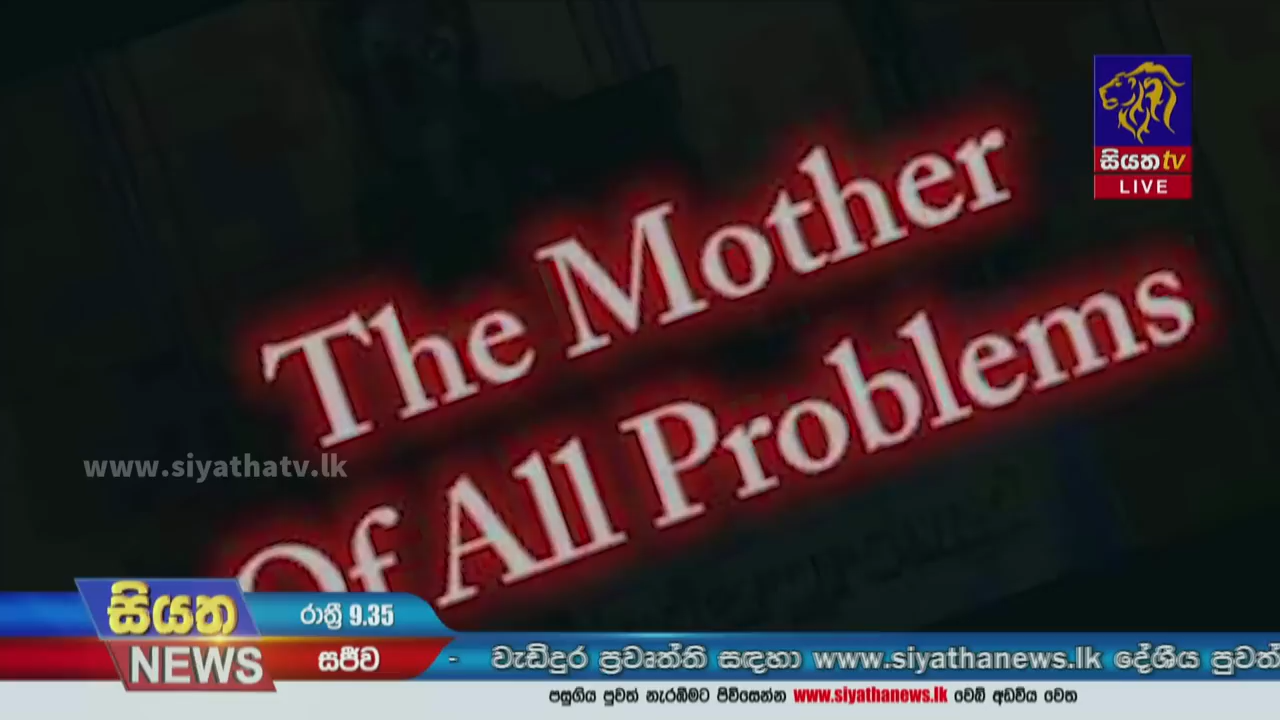 සියත tv
LIVE
The Mother
Of All Problems
www.siyathatv.lk
සියත
NEWS
රාත්‍රී 9.35
සජීව
- වැඩිදුර ප්‍රවෘත්ති සඳහා www.siyathanews.lk දේශීය පුවත්
පසුගිය පුවත් නැරඹීමට පිවිසෙන්න www.siyathanews.lk වෙබ් අඩවිය වෙත